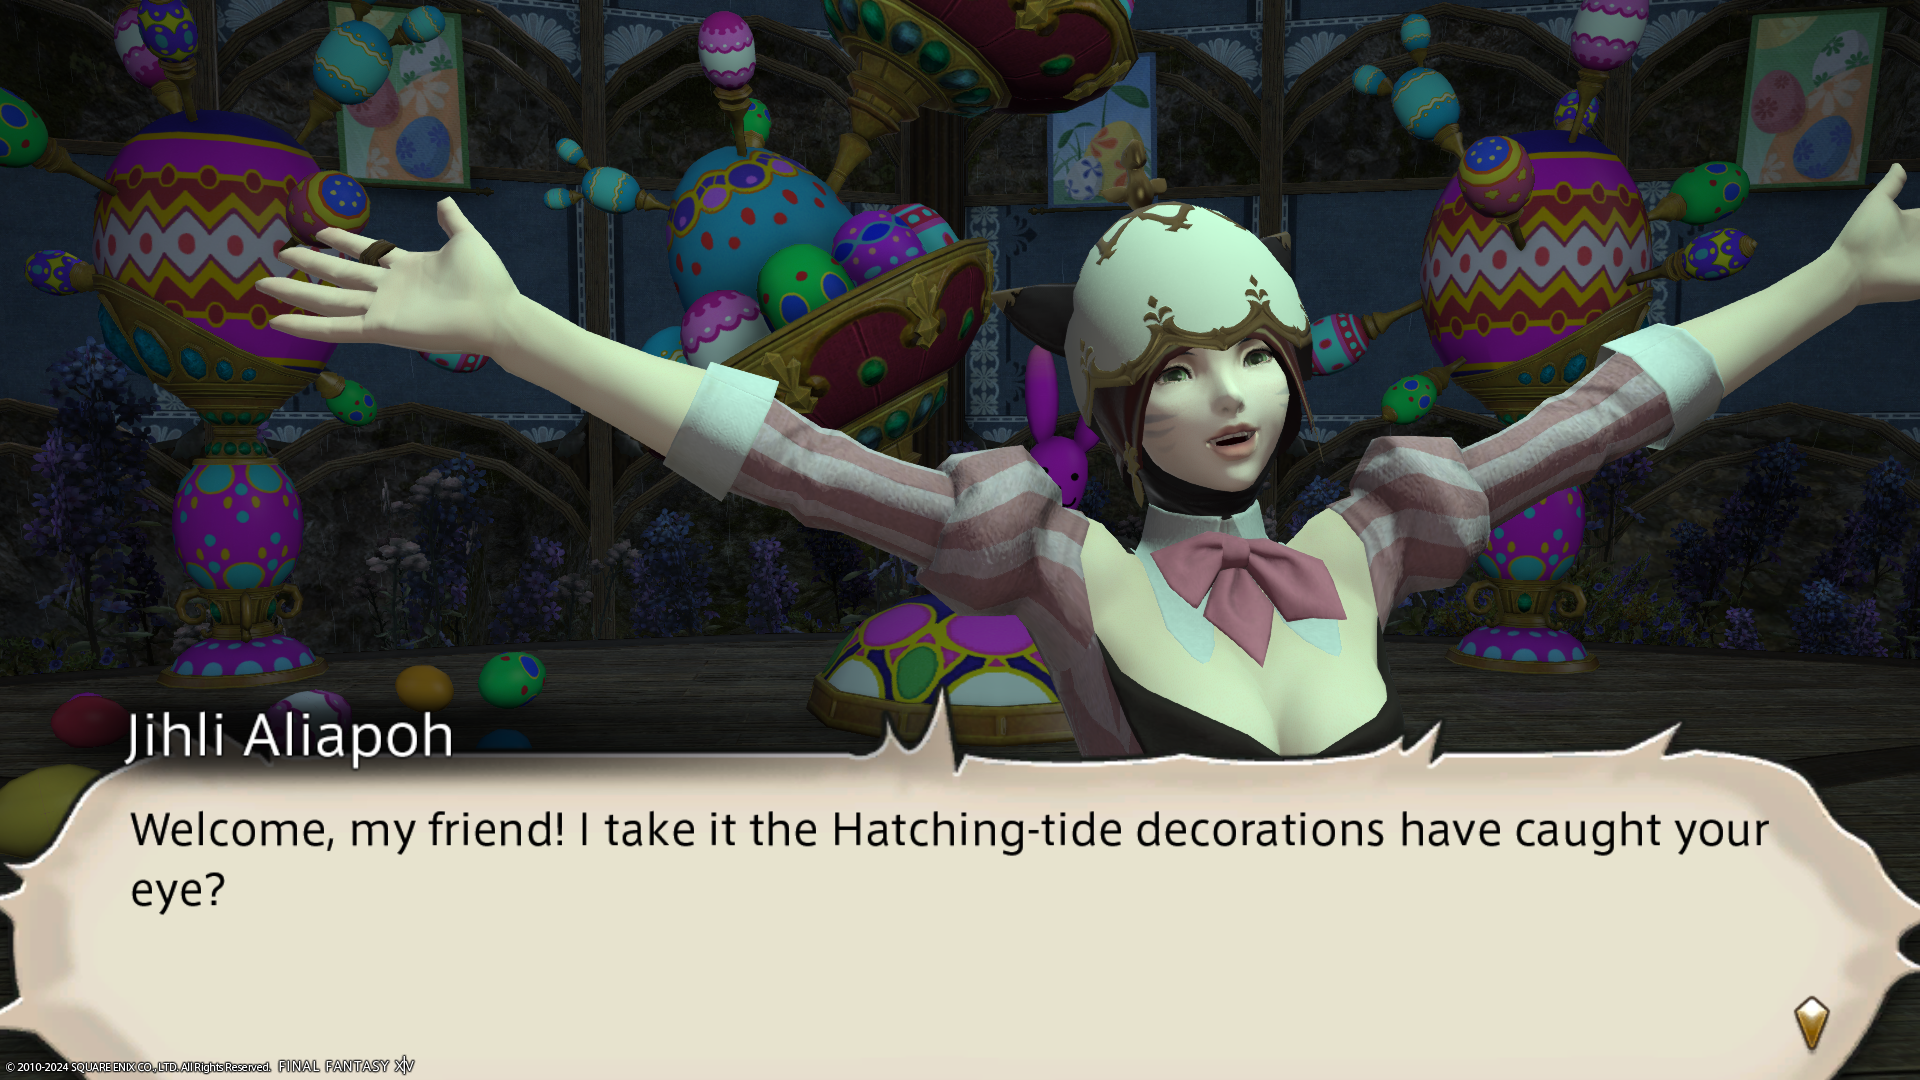 Jihli Aliapoh
Welcome, my friend! I take it the Hatching-tide decorations have caught your
eye?
© 2010-2024 SQUARE ENIX CO., LTD. All Rights Reserved. FINAL FANTASY XIV